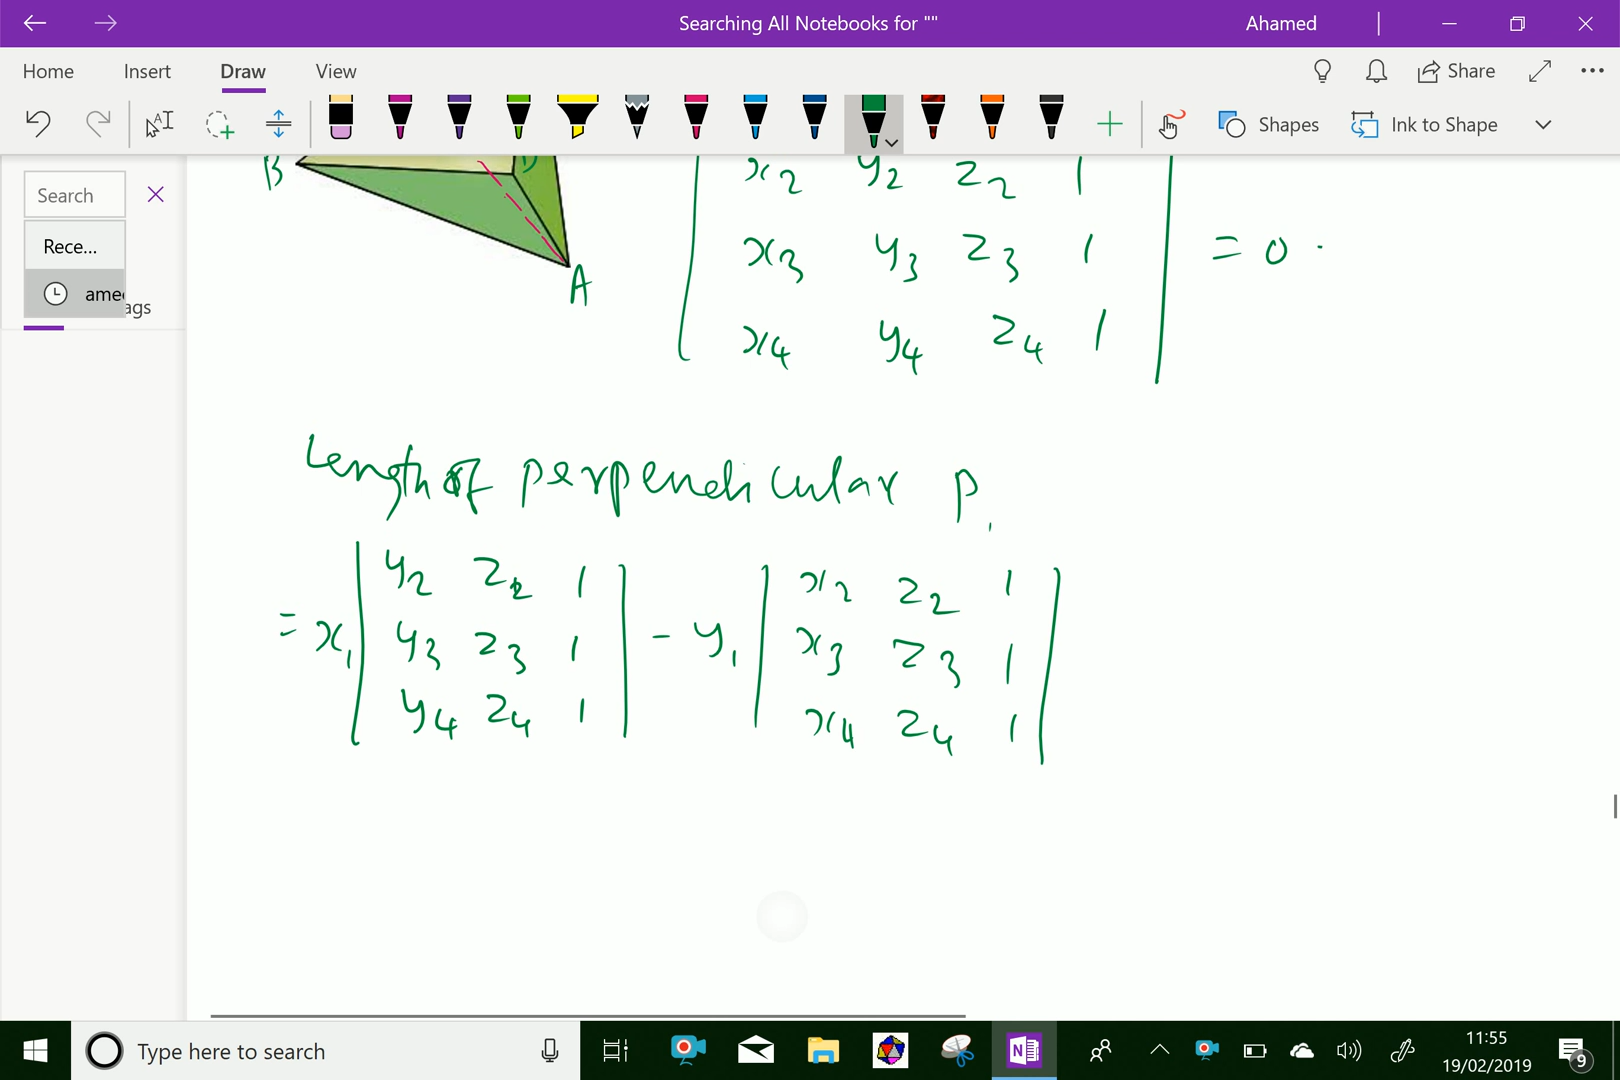 Searching All Notebooks for "" Ahamed
Home Insert Draw View Share
Shapes Ink to Shape
Search
Rece...
ame
ags
B D
A
x2 y2 z2 1
x3 y3 z3 1 = 0 .
x4 y4 z4 1
Length of perpendicular P1
= x1 | y2 z2 1 | - y1 | x2 z2 1 |
y3 z3 1 x3 z3 1
y4 z4 1 x4 z4 1
Type here to search
N
11:55
19/02/2019
9